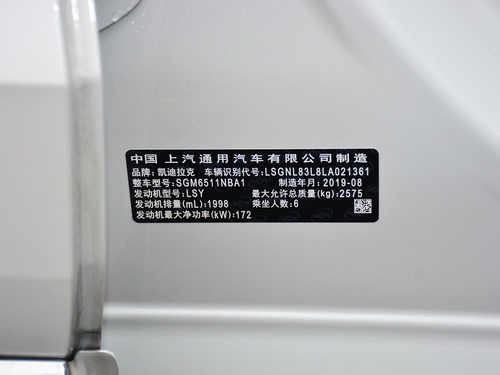 中国 上汽通用汽车有限公司制造
品牌:凯迪拉克 车辆识别代号:LSGNL83L8LA021361
整车型号:SGM6511NBA1 制造年月:2019-08
发动机型号:LSY 最大允许总质量(kg):2575
发动机排量(mL):1998 乘坐人数:6
发动机最大净功率(kW):172